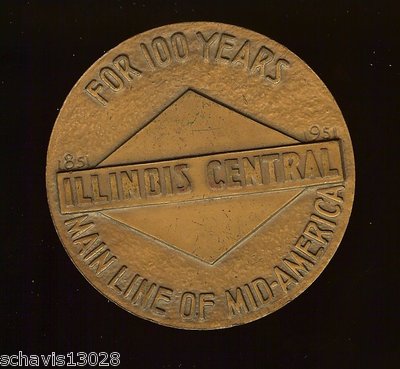 FOR 100 YEARS
1851 1951
ILLINOIS CENTRAL
MAIN LINE OF MID-AMERICA
schavis13028